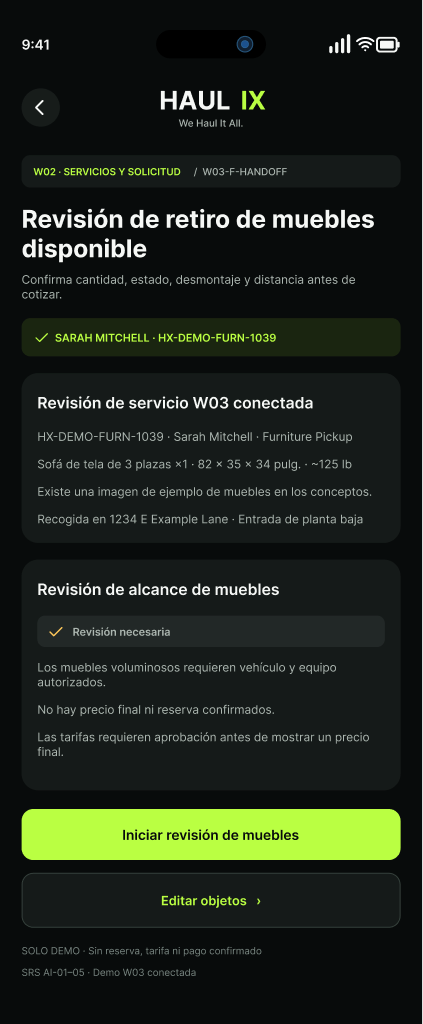 9:41
HAUL IX
We Haul It All.
W02 · SERVICIOS Y SOLICITUD / W03-F-HANDOFF
Revisión de retiro de muebles
disponible
Confirma cantidad, estado, desmontaje y distancia antes de
cotizar.
SARAH MITCHELL · HX-DEMO-FURN-1039
Revisión de servicio W03 conectada
HX-DEMO-FURN-1039 · Sarah Mitchell · Furniture Pickup
Sofá de tela de 3 plazas ×1 · 82 × 35 × 34 pulg. · ~125 lb
Existe una imagen de ejemplo de muebles en los conceptos.
Recogida en 1234 E Example Lane · Entrada de planta baja
Revisión de alcance de muebles
Revisión necesaria
Los muebles voluminosos requieren vehículo y equipo
autorizados.
No hay precio final ni reserva confirmados.
Las tarifas requieren aprobación antes de mostrar un precio
final.
Iniciar revisión de muebles
Editar objetos ›
SOLO DEMO · Sin reserva, tarifa ni pago confirmado
SRS AI-01–05 · Demo W03 conectada